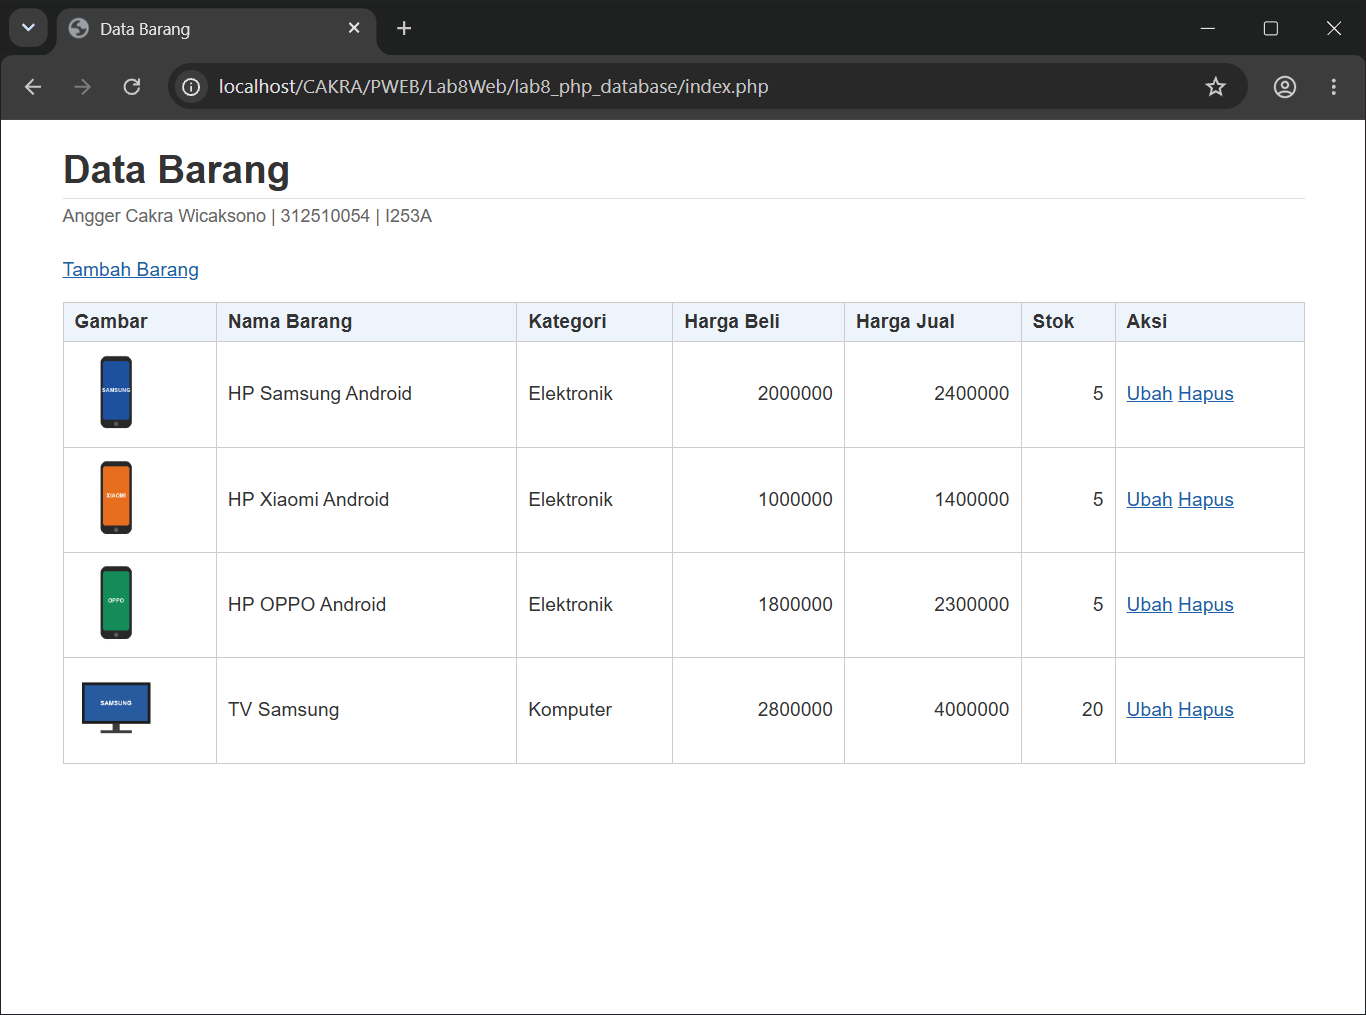 Data Barang
localhost/CAKRA/PWEB/Lab8Web/lab8_php_database/index.php
Data Barang
Angger Cakra Wicaksono | 312510054 | I253A
Tambah Barang
Gambar Nama Barang Kategori Harga Beli Harga Jual Stok Aksi
SAMSUNG HP Samsung Android Elektronik 2000000 2400000 5 Ubah Hapus
XIAOMI HP Xiaomi Android Elektronik 1000000 1400000 5 Ubah Hapus
OPPO HP OPPO Android Elektronik 1800000 2300000 5 Ubah Hapus
SAMSUNG TV Samsung Komputer 2800000 4000000 20 Ubah Hapus